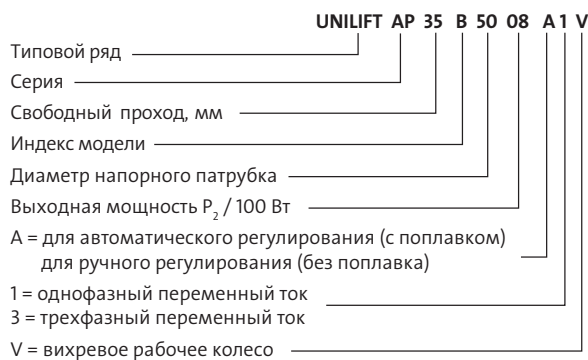 UNILIFT AP 35 B 50 08 A 1 V
Типовой ряд
Серия
Свободный проход, мм
Индекс модели
Диаметр напорного патрубка
Выходная мощность P₂ / 100 Вт
А = для автоматического регулирования (с поплавком)
для ручного регулирования (без поплавка)
1 = однофазный переменный ток
3 = трехфазный переменный ток
V = вихревое рабочее колесо